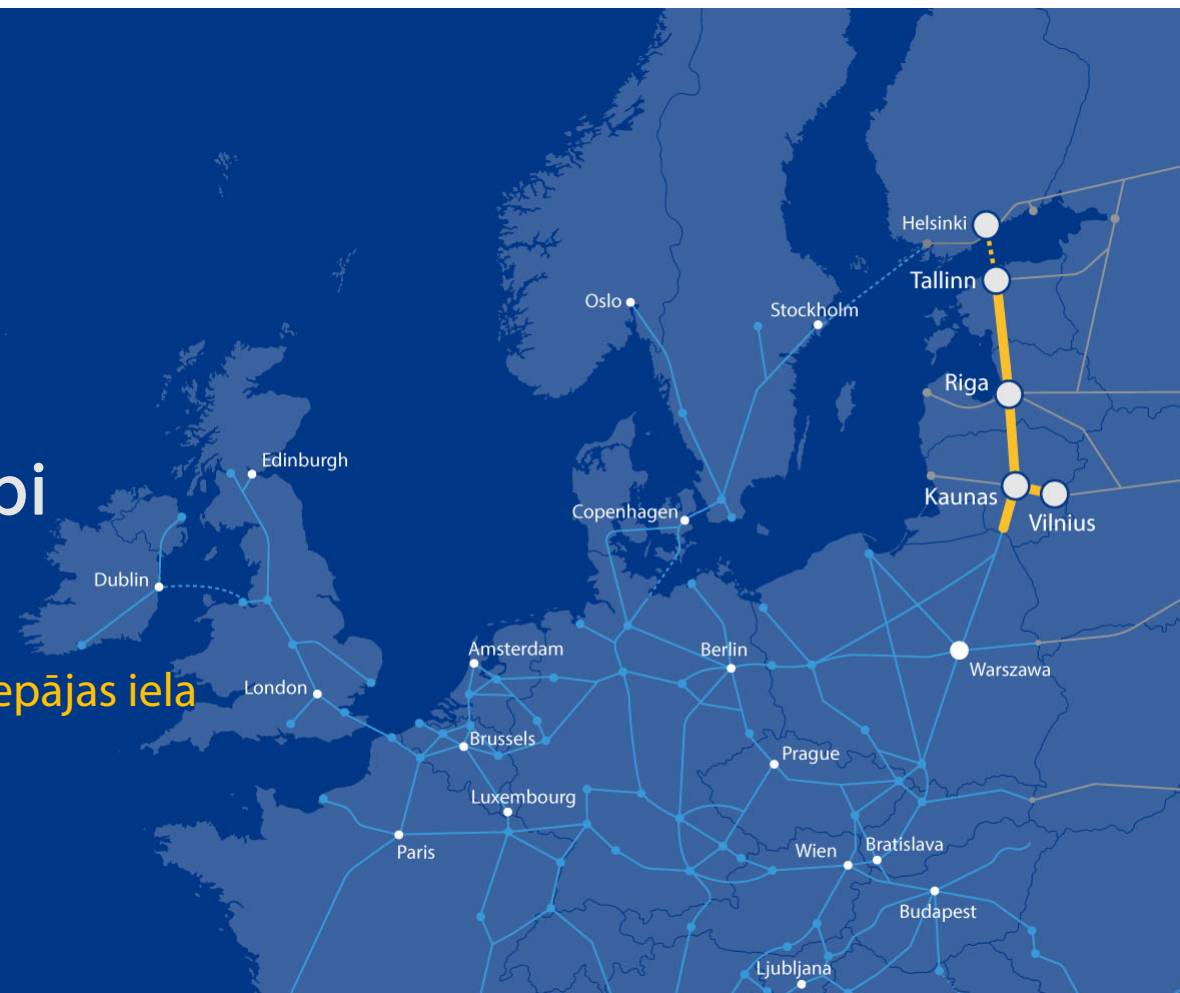 Helsinki
Tallinn
Oslo
Stockholm
Riga
Edinburgh
pi
Kaunas
Copenhagen
Vilnius
Dublin
Amsterdam
Berlin
Warszawa
London
epājas iela
Brussels
Prague
Luxembourg
Paris
Wien
Bratislava
Budapest
Ljubljana